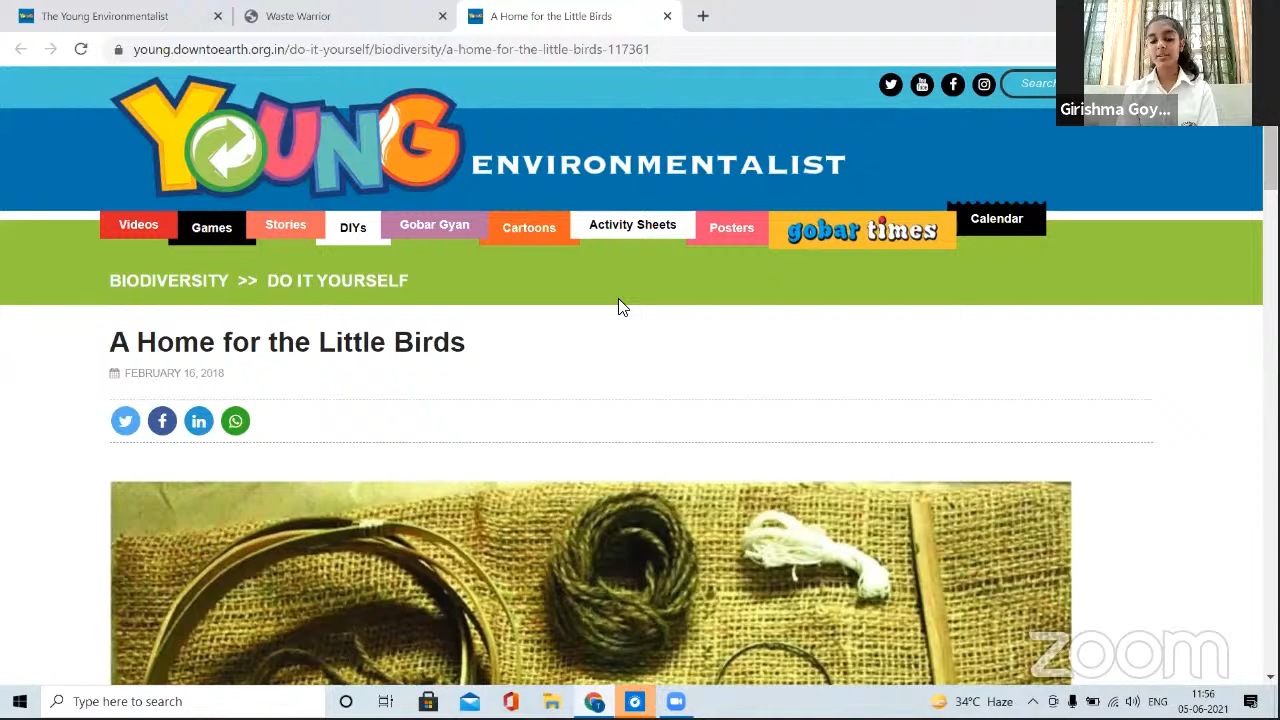 The Young Environmentalist
Waste Warrior
A Home for the Little Birds
young.downtoearth.org.in/do-it-yourself/biodiversity/a-home-for-the-little-birds-117361
Search
Girishma Goy...
YOUNG ENVIRONMENTALIST
Videos
Games
Stories
DIYs
Gobar Gyan
Cartoons
Activity Sheets
Posters
gobar times
Calendar
BIODIVERSITY >> DO IT YOURSELF
A Home for the Little Birds
FEBRUARY 16, 2018
zoom
Type here to search
34°C Haze
ENG
11:56
05-06-2021